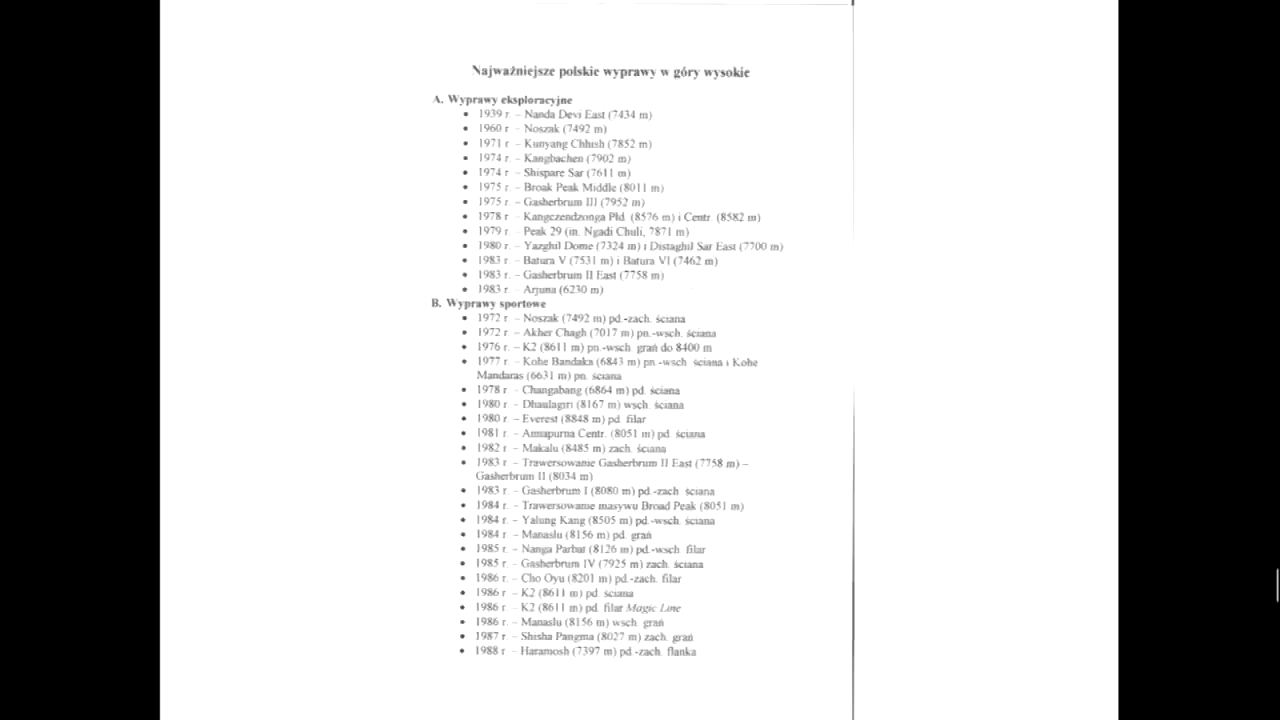 Najważniejsze polskie wyprawy w góry wysokie
A. Wyprawy eksploracyjne
• 1939 r. – Nanda Devi East (7434 m)
• 1960 r – Noszak (7492 m)
• 1971 r – Kunyang Chhish (7852 m)
• 1974 r. – Kangbachen (7902 m)
• 1974 r – Shispare Sar (7611 m)
• 1975 r. – Broak Peak Middle (8011 m)
• 1975 r. – Gasherbrum III (7952 m)
• 1978 r – Kangczendzonga Płd. (8576 m) i Centr. (8582 m)
• 1979 r. – Peak 29 (in. Ngadi Chuli, 7871 m)
• 1980 r. – Yazghil Dome (7324 m) i Distaghil Sar East (7700 m)
• 1983 r. – Batura V (7531 m) i Batura VI (7462 m)
• 1983 r. – Gasherbrum II East (7758 m)
• 1983 r. – Arjuna (6230 m)
B. Wyprawy sportowe
• 1972 r. – Noszak (7492 m) pd.-zach. ściana
• 1972 r. – Akher Chagh (7017 m) pn.-wsch. ściana
• 1976 r. – K2 (8611 m) pn.-wsch. grań do 8400 m
• 1977 r. – Kohe Bandaka (6843 m) pn.-wsch. ściana i Kohe
Mandaras (6631 m) pn. ściana
• 1978 r. – Changabang (6864 m) pd. ściana
• 1980 r. – Dhaulagiri (8167 m) wsch. ściana
• 1980 r. – Everest (8848 m) pd. filar
• 1981 r. – Annapurna Centr. (8051 m) pd. ściana
• 1982 r. – Makalu (8485 m) zach. ściana
• 1983 r. – Trawersowanie Gasherbrum II East (7758 m) –
Gasherbrum II (8034 m)
• 1983 r. – Gasherbrum I (8080 m) pd.-zach. ściana
• 1984 r. – Trawersowanie masywu Broad Peak (8051 m)
• 1984 r. – Yalung Kang (8505 m) pd.-wsch. ściana
• 1984 r. – Manaslu (8156 m) pd. grań
• 1985 r. – Nanga Parbat (8126 m) pd.-wsch. filar
• 1985 r. – Gasherbrum IV (7925 m) zach. ściana
• 1986 r. – Cho Oyu (8201 m) pd.-zach. filar
• 1986 r. – K2 (8611 m) pd. ściana
• 1986 r. – K2 (8611 m) pd. filar Magic Line
• 1986 r. – Manaslu (8156 m) wsch. grań
• 1987 r. – Shisha Pangma (8027 m) zach. grań
• 1988 r – Haramosh (7397 m) pd.-zach. flanka